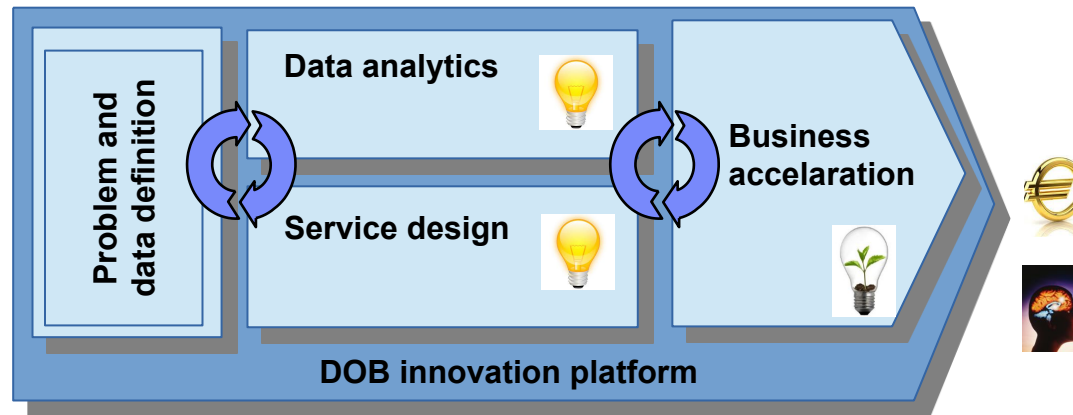 Problem and
data definition
Data analytics
Service design
Business
accelaration
DOB innovation platform